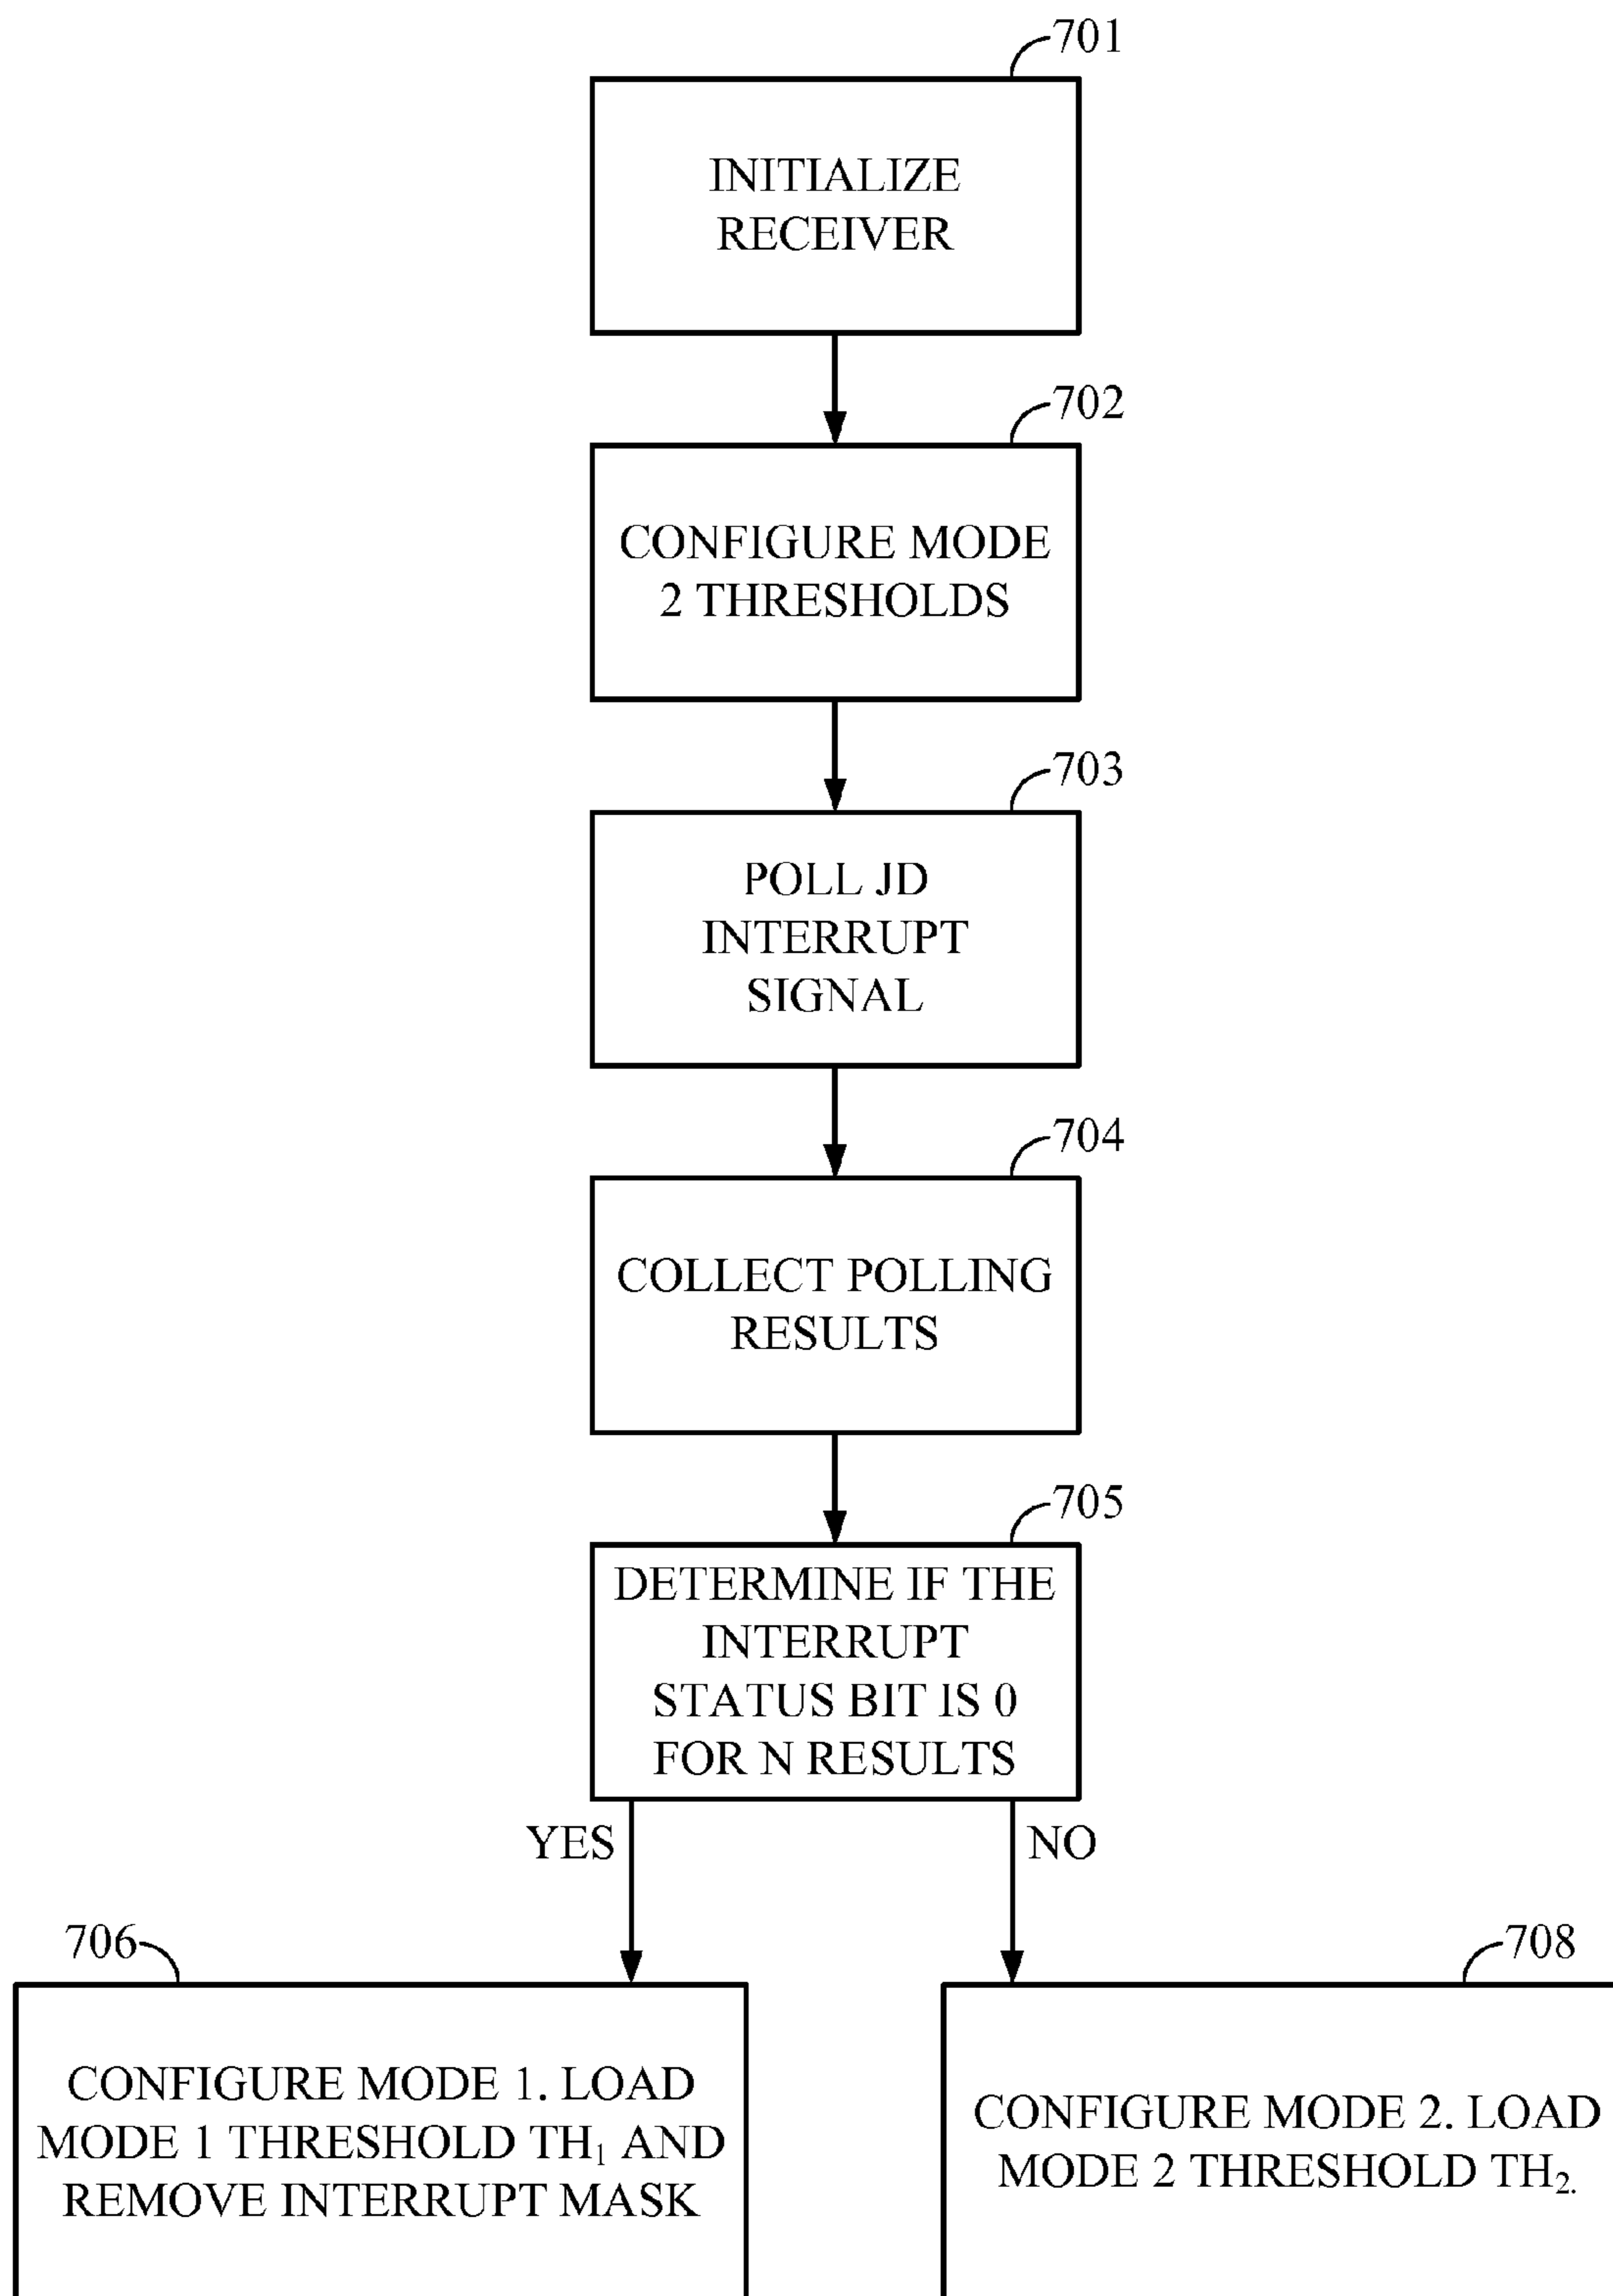 701
INITIALIZE
RECEIVER
702
CONFIGURE MODE
2 THRESHOLDS
703
POLL JD
INTERRUPT
SIGNAL
704
COLLECT POLLING
RESULTS
705
DETERMINE IF THE
INTERRUPT
STATUS BIT IS 0
FOR N RESULTS
YES
NO
706
CONFIGURE MODE 1. LOAD
MODE 1 THRESHOLD TH₁ AND
REMOVE INTERRUPT MASK
708
CONFIGURE MODE 2. LOAD
MODE 2 THRESHOLD TH₂.